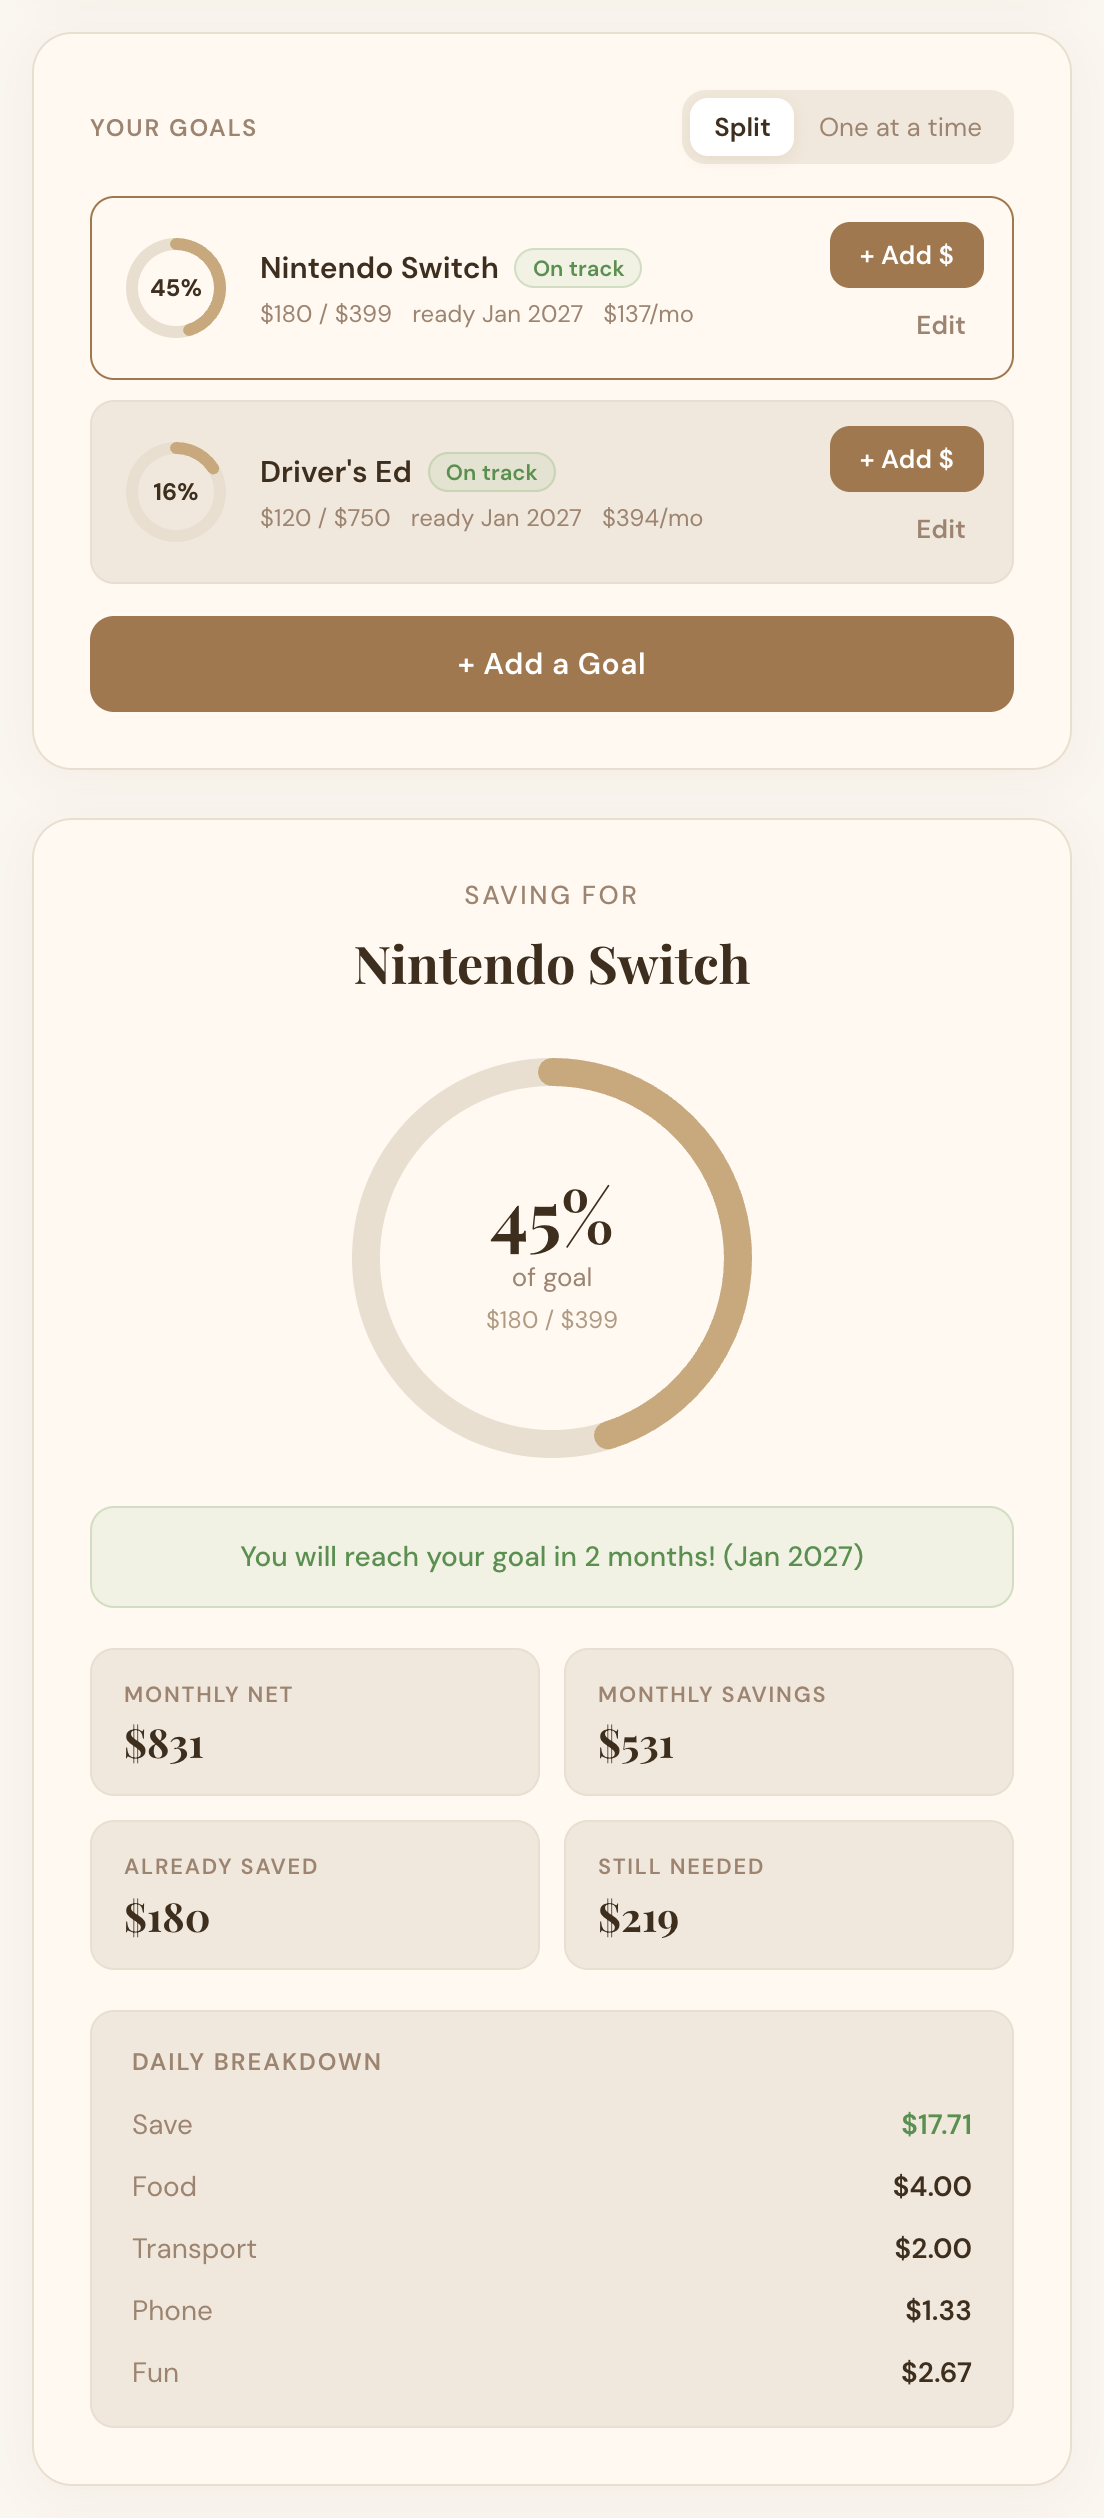 YOUR GOALS
Split
One at a time
45%
Nintendo Switch
On track
$180 / $399 ready Jan 2027 $137/mo
+ Add $
Edit
16%
Driver's Ed
On track
$120 / $750 ready Jan 2027 $394/mo
+ Add $
Edit
+ Add a Goal
SAVING FOR
Nintendo Switch
45%
of goal
$180 / $399
You will reach your goal in 2 months! (Jan 2027)
MONTHLY NET
$831
MONTHLY SAVINGS
$531
ALREADY SAVED
$180
STILL NEEDED
$219
DAILY BREAKDOWN
Save $17.71
Food $4.00
Transport $2.00
Phone $1.33
Fun $2.67